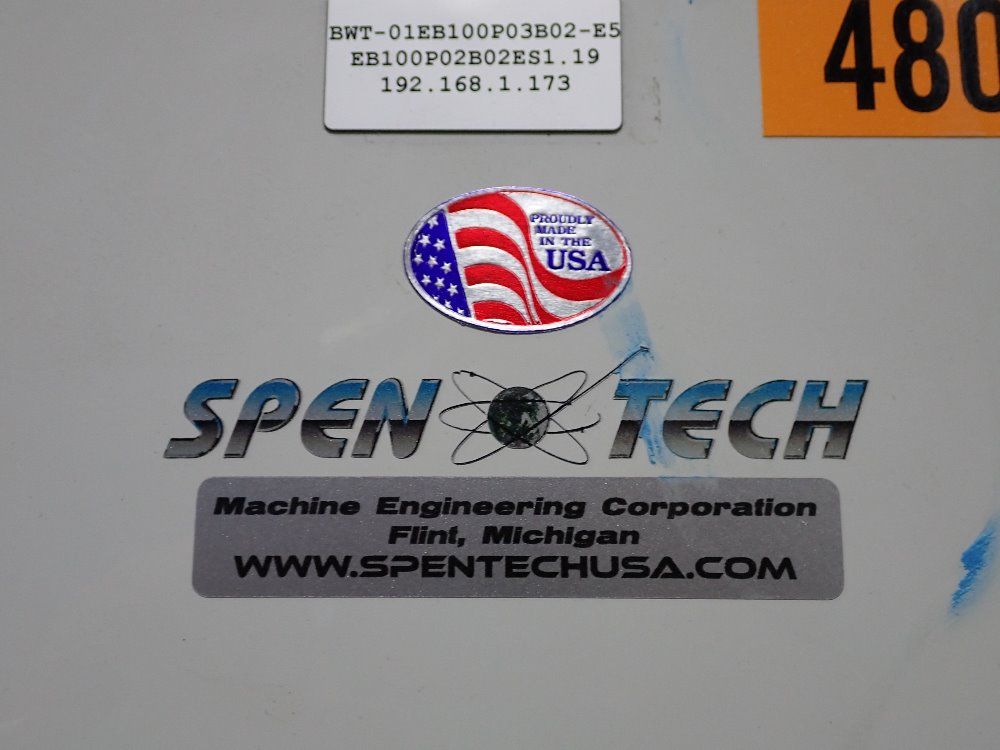 BWT-01EB100P03B02-E5
EB100P02B02ES1.19
192.168.1.173
480
PROUDLY
MADE
IN THE
USA
SPEN TECH
Machine Engineering Corporation
Flint, Michigan
WWW.SPENTECHUSA.COM